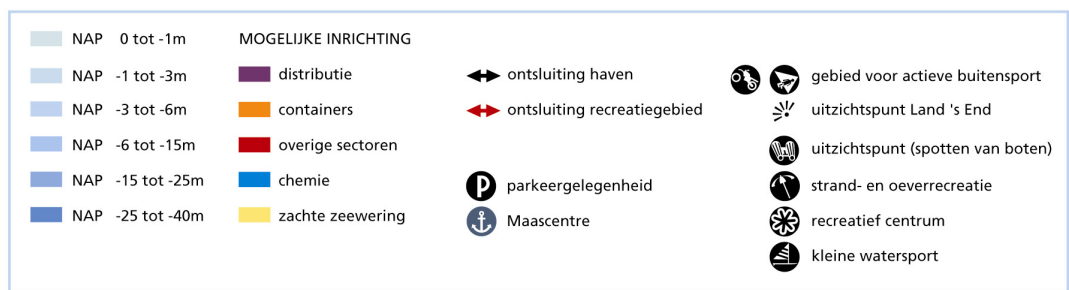 NAP 0 tot -1m
NAP -1 tot -3m
NAP -3 tot -6m
NAP -6 tot -15m
NAP -15 tot -25m
NAP -25 tot -40m
MOGELIJKE INRICHTING
distributie
containers
overige sectoren
chemie
zachte zeewering
ontsluiting haven
ontsluiting recreatiegebied
P parkeergelegenheid
Maascentre
gebied voor actieve buitensport
uitzichtspunt Land 's End
uitzichtspunt (spotten van boten)
strand- en oeverrecreatie
recreatief centrum
kleine watersport